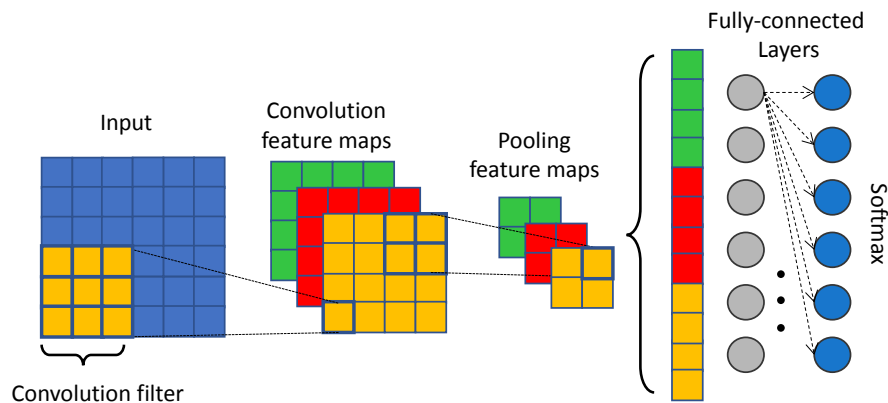 Input
Convolution
feature maps
Pooling
feature maps
Fully-connected
Layers
Softmax
Convolution filter